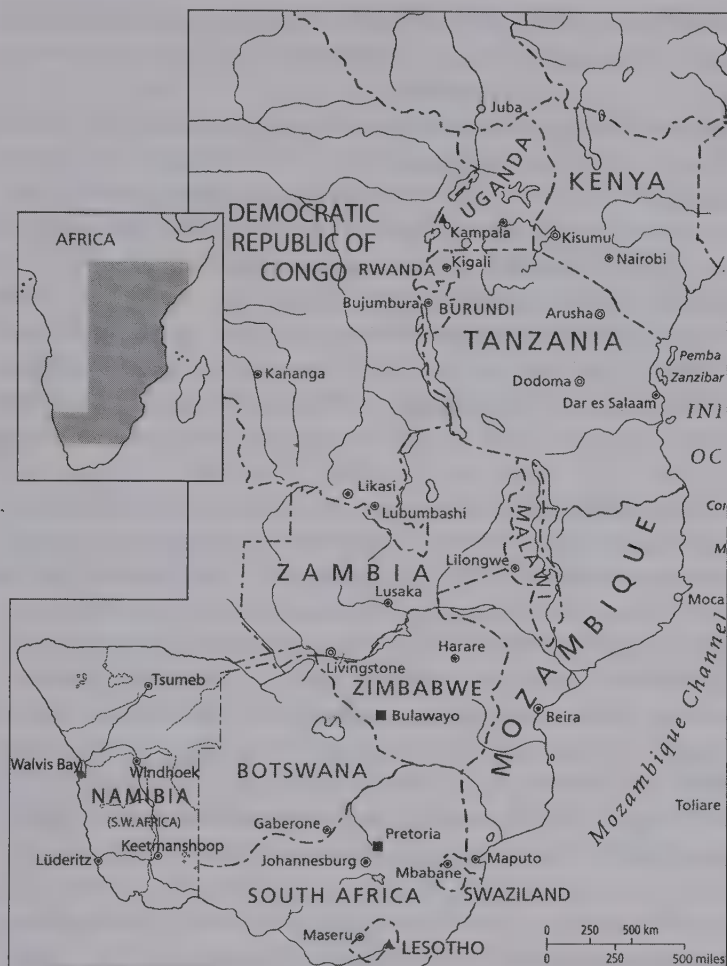 Juba
UGANDA
KENYA
DEMOCRATIC
REPUBLIC OF
CONGO
AFRICA
Kampala
Kisumu
RWANDA
Kigali
Nairobi
Bujumbura
BURUNDI
Arusha
TANZANIA
Pemba
Zanzibar
Kananga
Dodoma
Dar es Salaam
INI
OC
Likasi
Lubumbashi
MALAWI
Cor
M
Lilongwe
ZAMBIA
MOZAMBIQUE
Lusaka
Moca
Livingstone
Harare
Tsumeb
ZIMBABWE
Bulawayo
Beira
Mozambique Channel
Walvis Bay
Windhoek
BOTSWANA
NAMIBIA
(S.W. AFRICA)
Toliare
Gaberone
Pretoria
Lüderitz
Keetmanshoop
Johannesburg
Mbabane
Maputo
SOUTH AFRICA
SWAZILAND
Maseru
LESOTHO
0 250 500 km
0 250 500 miles